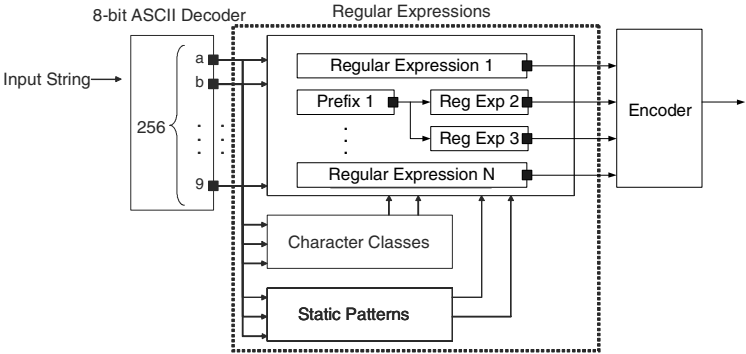 8-bit ASCII Decoder
Regular Expressions
Input String
256
a
b
9
Regular Expression 1
Prefix 1
Reg Exp 2
Reg Exp 3
Regular Expression N
Encoder
Character Classes
Static Patterns